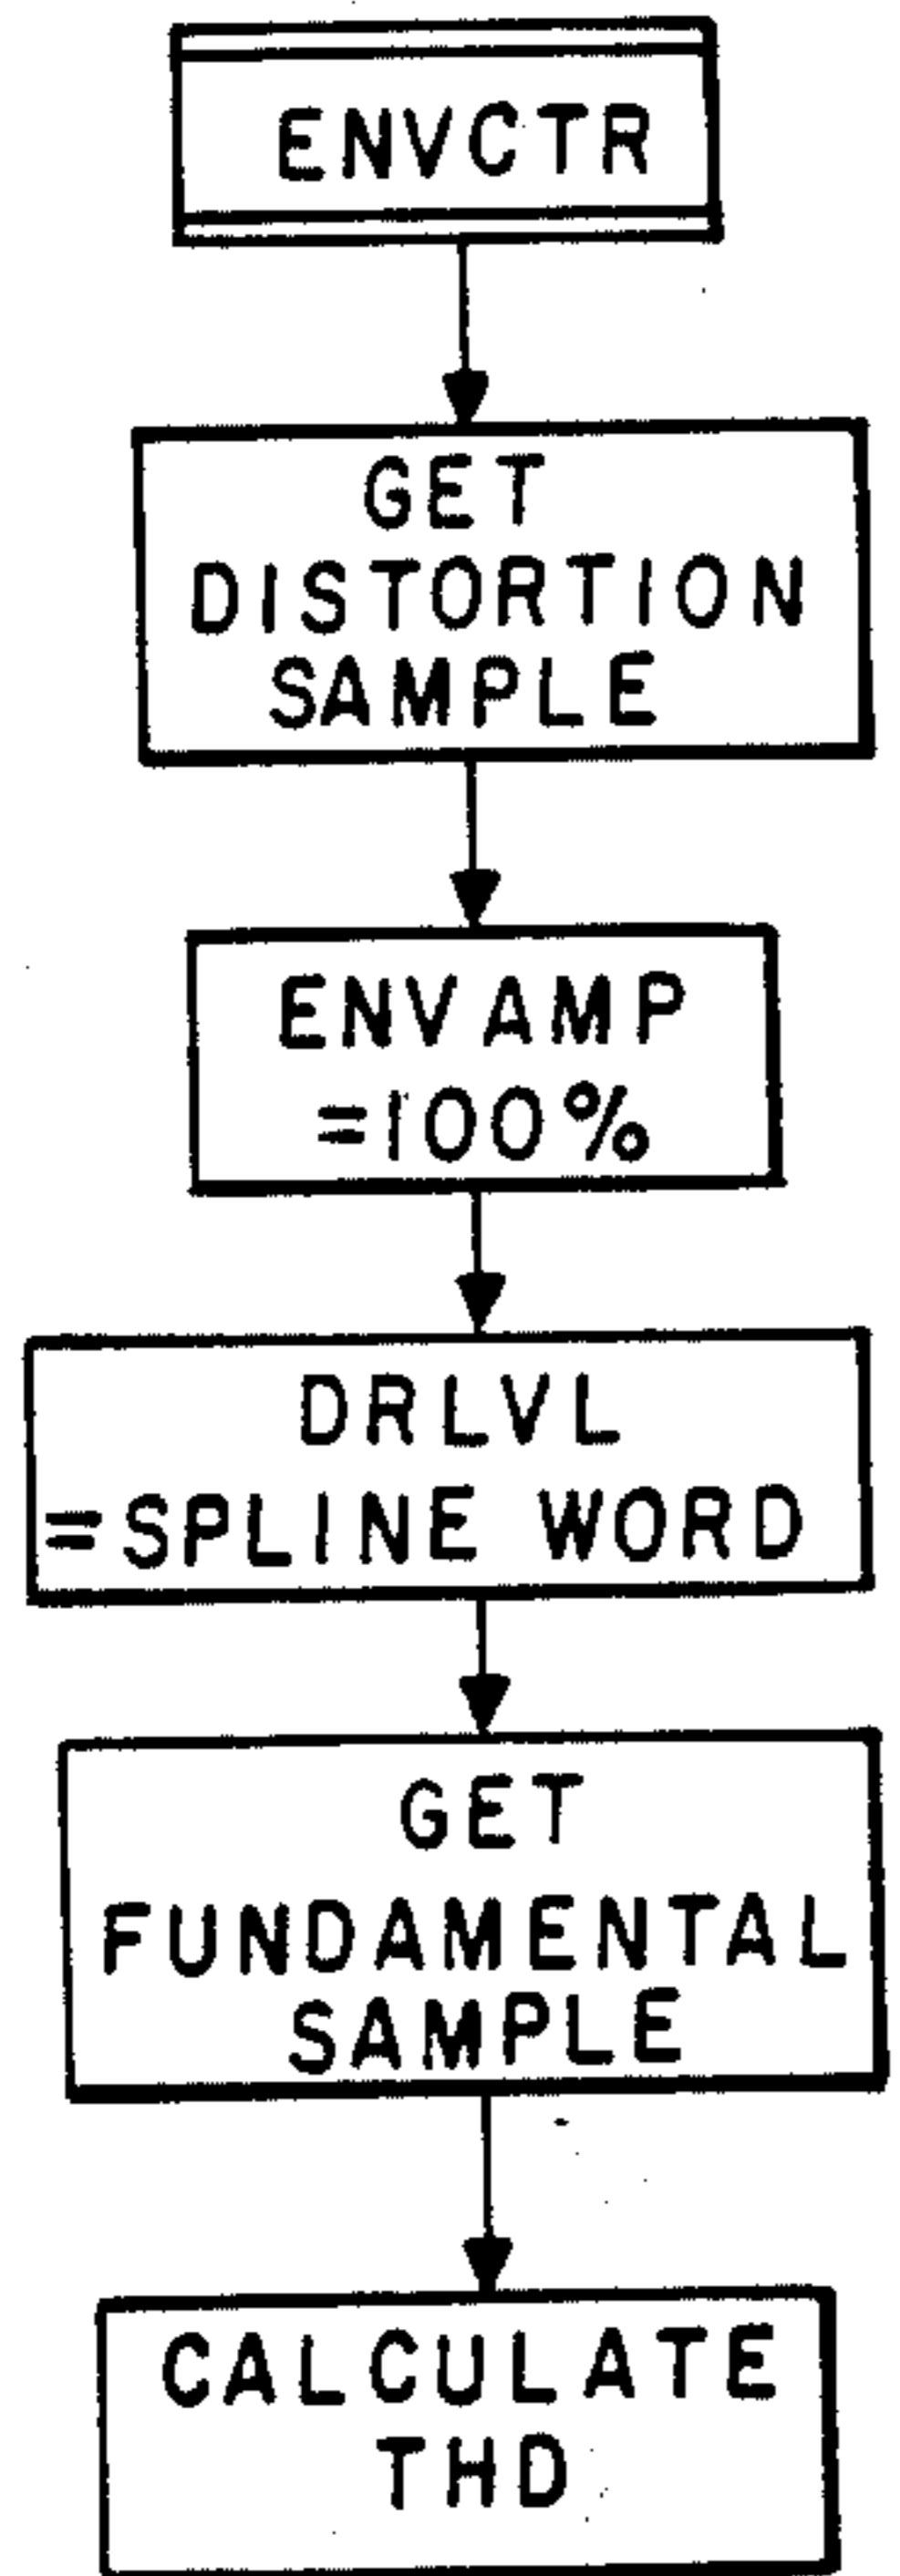 ENVCTR
GET
DISTORTION
SAMPLE
ENVAMP
=100%
DRLVL
=SPLINE WORD
GET
FUNDAMENTAL
SAMPLE
CALCULATE
THD